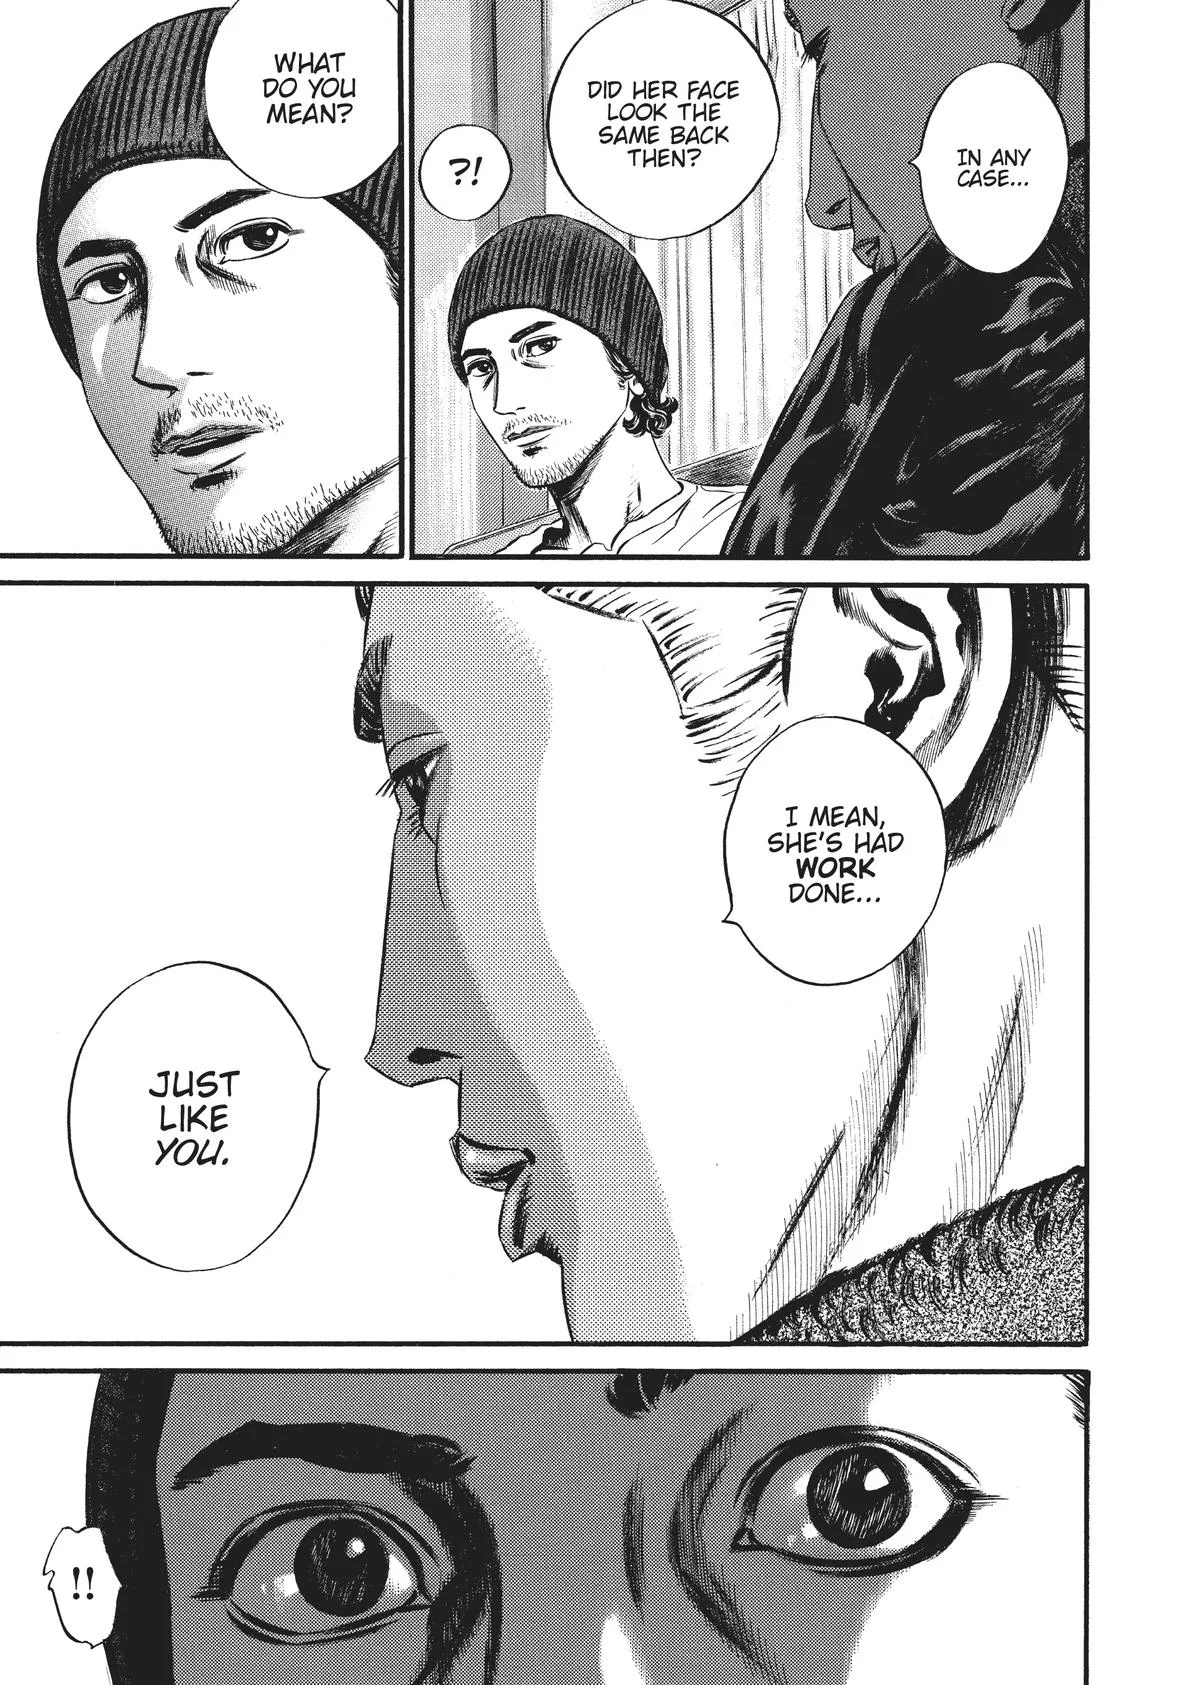 IN ANY
CASE...
DID HER FACE
LOOK THE
SAME BACK
THEN?
?!
WHAT
DO YOU
MEAN?
I MEAN,
SHE'S HAD
WORK
DONE...
JUST
LIKE
YOU.
!!